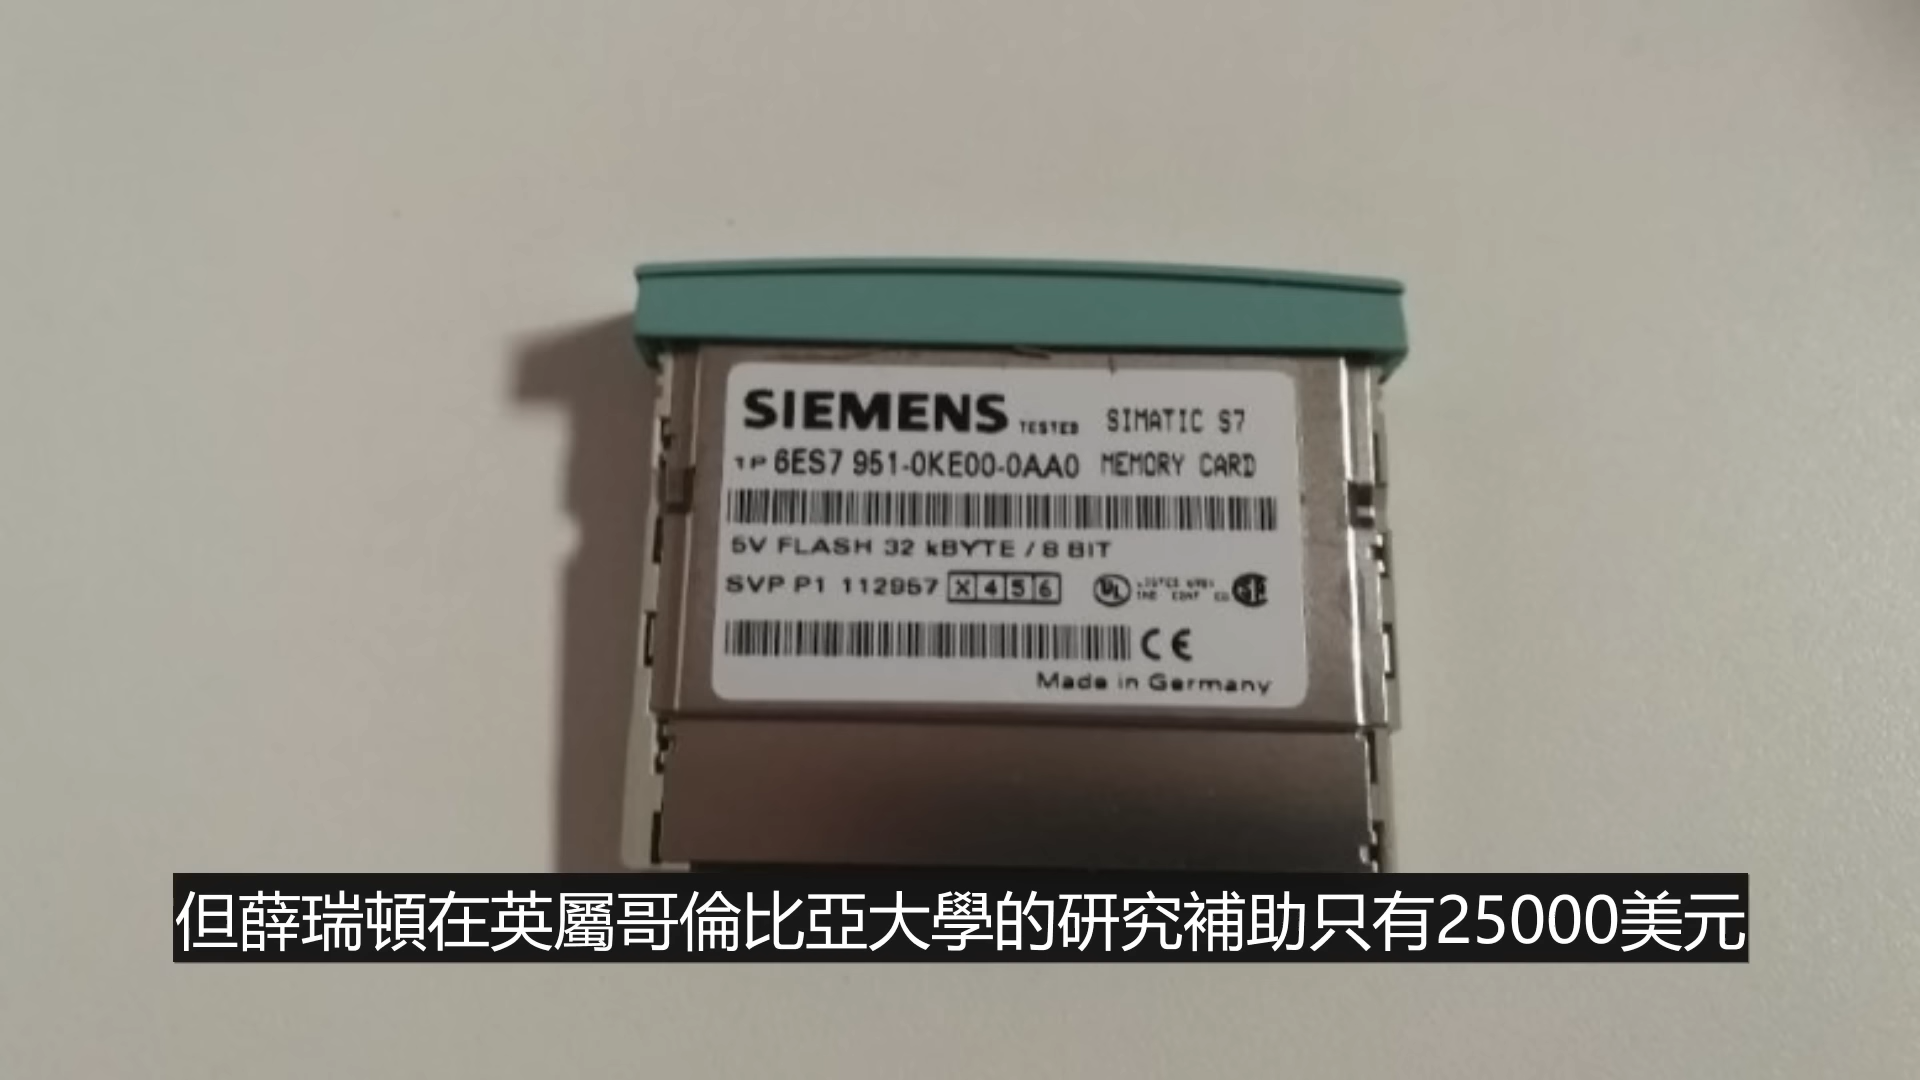 SIEMENS TESTED SIMATIC S7
1P 6ES7 951-0KE00-0AA0 MEMORY CARD
5V FLASH 32 kBYTE / 8 BIT
SVP P1 112957 X 4 5 6 UL
CE
Made in Germany
但薛瑞頓在英屬哥倫比亞大學的研究補助只有25000美元